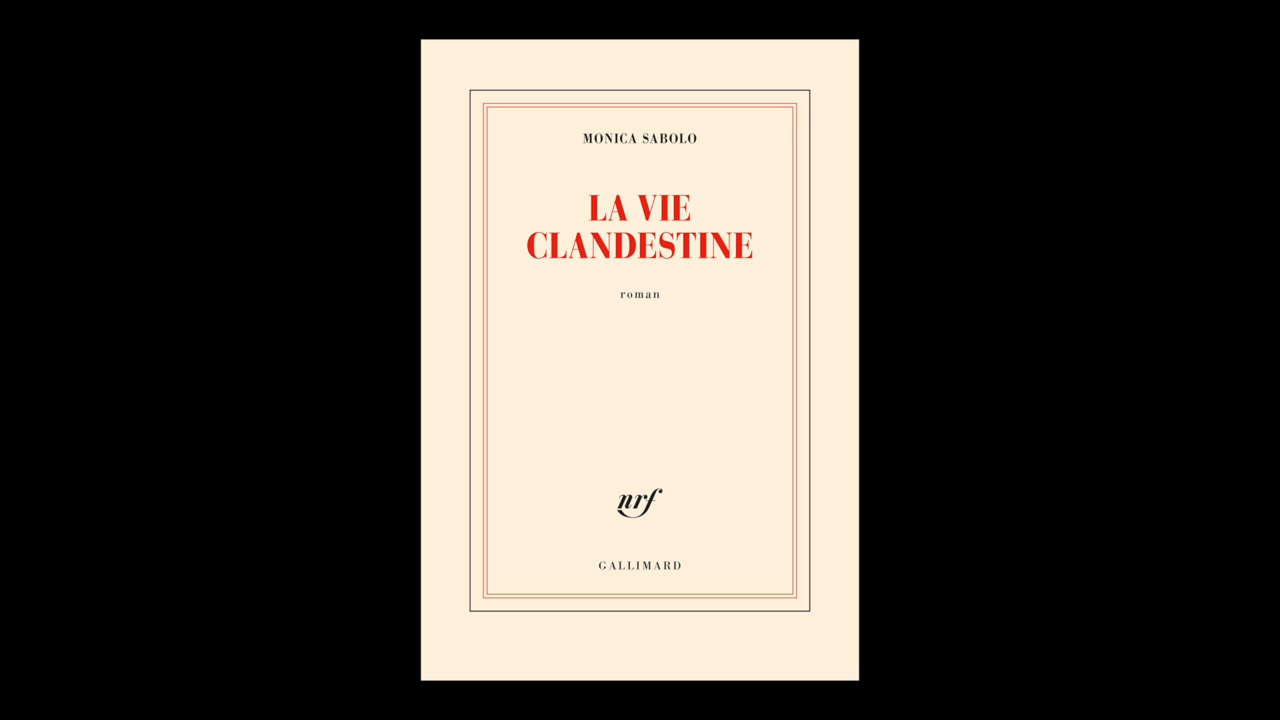 MONICA SABOLO
LA VIE
CLANDESTINE
roman
nrf
GALLIMARD